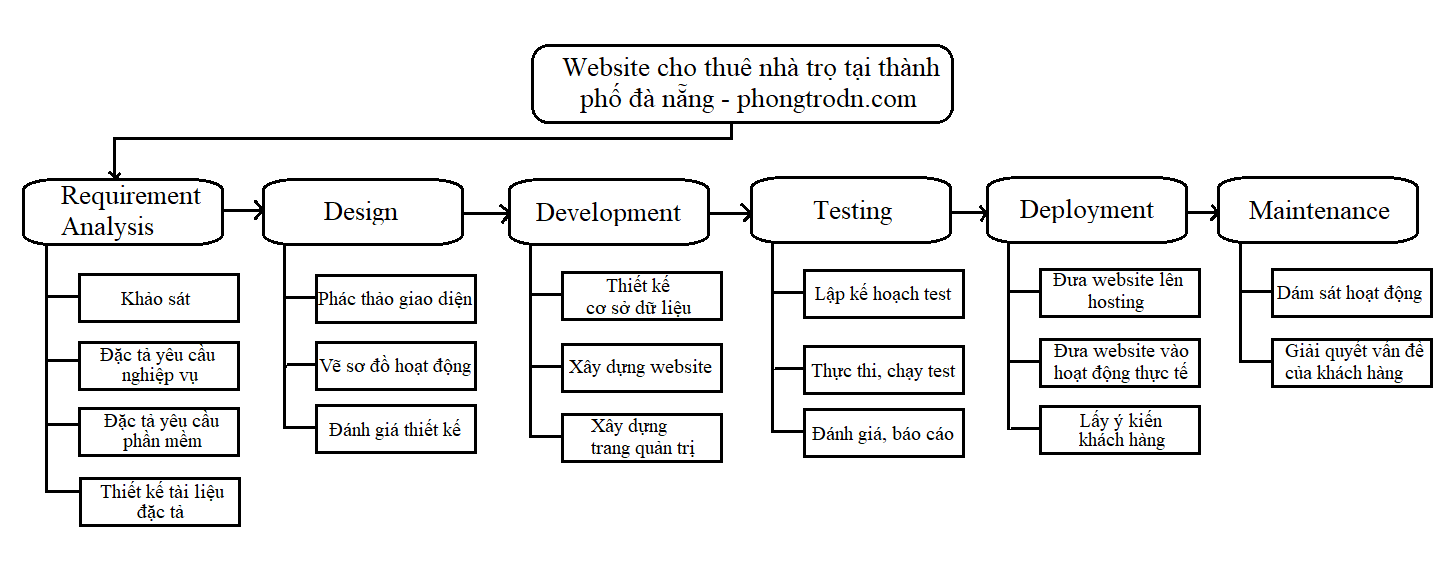 Website cho thuê nhà trọ tại thành
phố đà nẵng - phongtrodn.com
Requirement
Analysis
Design
Development
Testing
Deployment
Maintenance
Khảo sát
Đặc tả yêu cầu
nghiệp vụ
Đặc tả yêu cầu
phần mềm
Thiết kế tài liệu
đặc tả
Phác thảo giao diện
Vẽ sơ đồ hoạt động
Đánh giá thiết kế
Thiết kế
cơ sở dữ liệu
Xây dựng website
Xây dựng
trang quản trị
Lập kế hoạch test
Thực thi, chạy test
Đánh giá, báo cáo
Đưa website lên
hosting
Đưa website vào
hoạt động thực tế
Lấy ý kiến
khách hàng
Dám sát hoạt động
Giải quyết vấn đề
của khách hàng